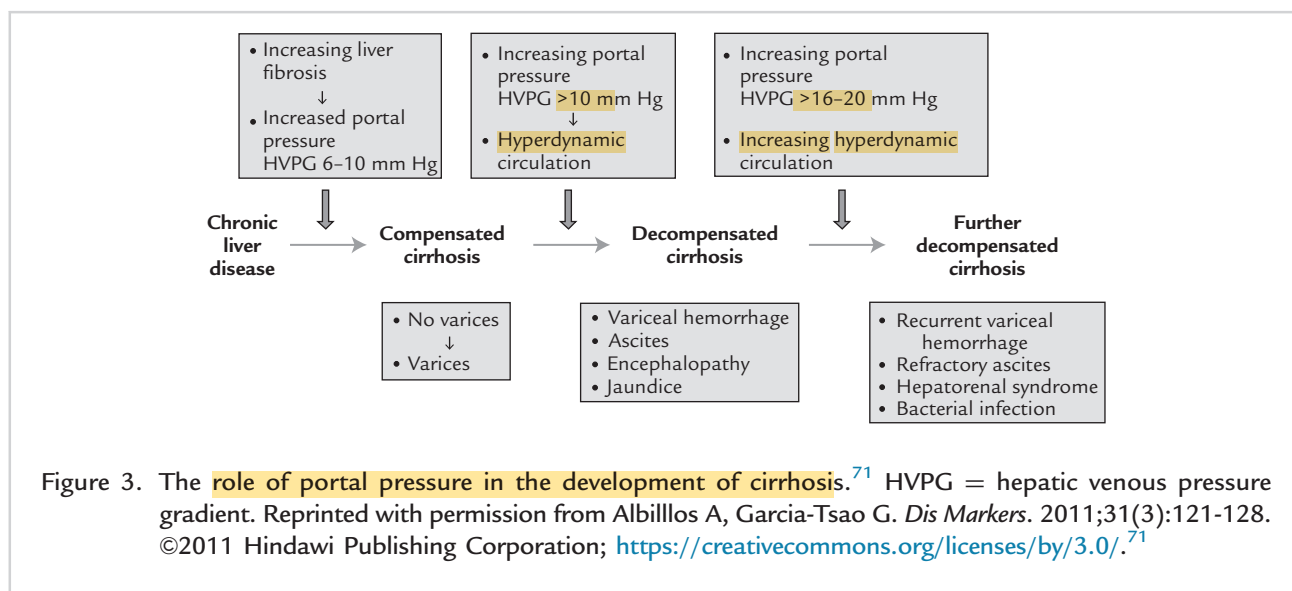 • Increasing liver
fibrosis
↓
• Increased portal
pressure
HVPG 6–10 mm Hg
• Increasing portal
pressure
HVPG >10 mm Hg
↓
• Hyperdynamic
circulation
• Increasing portal
pressure
HVPG >16–20 mm Hg
• Increasing hyperdynamic
circulation
Chronic
liver
disease
Compensated
cirrhosis
Decompensated
cirrhosis
Further
decompensated
cirrhosis
• No varices
↓
• Varices
• Variceal hemorrhage
• Ascites
• Encephalopathy
• Jaundice
• Recurrent variceal
hemorrhage
• Refractory ascites
• Hepatorenal syndrome
• Bacterial infection
Figure 3. The role of portal pressure in the development of cirrhosis.71 HVPG = hepatic venous pressure
gradient. Reprinted with permission from Albilllos A, Garcia-Tsao G. Dis Markers. 2011;31(3):121-128.
©2011 Hindawi Publishing Corporation; https://creativecommons.org/licenses/by/3.0/.71